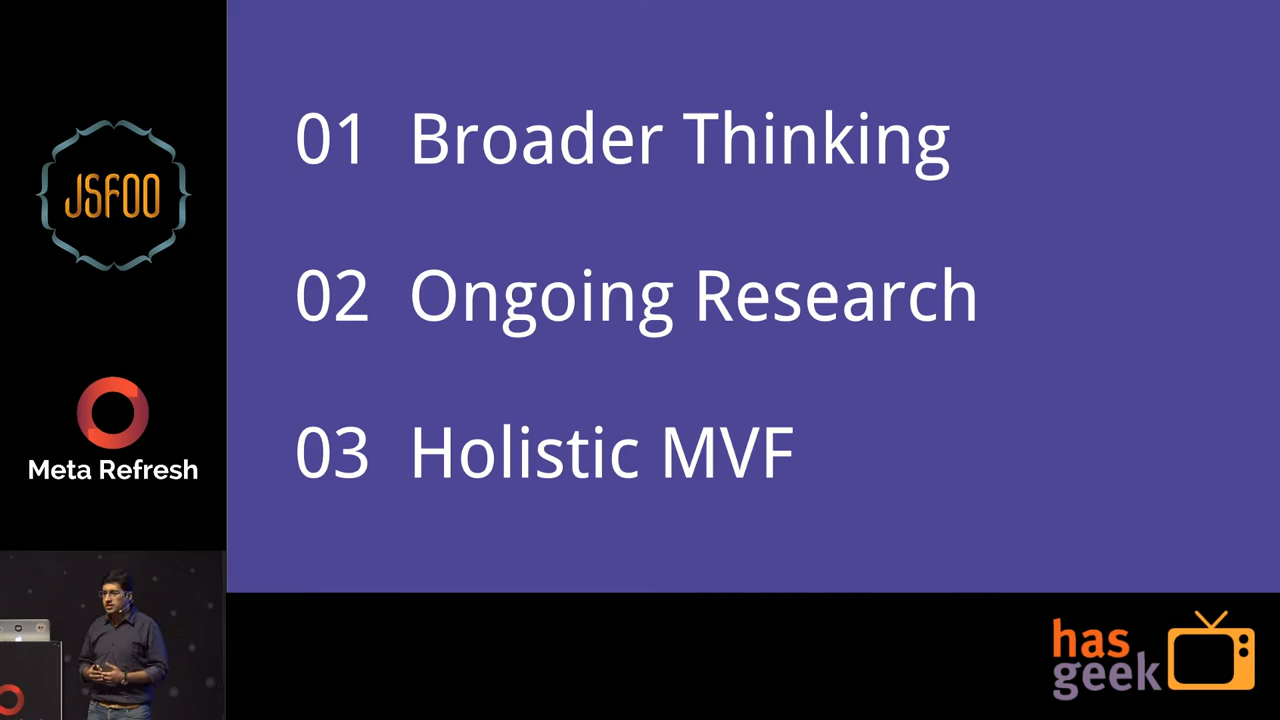 JSFOO
Meta Refresh
01 Broader Thinking
02 Ongoing Research
03 Holistic MVF
has
geek